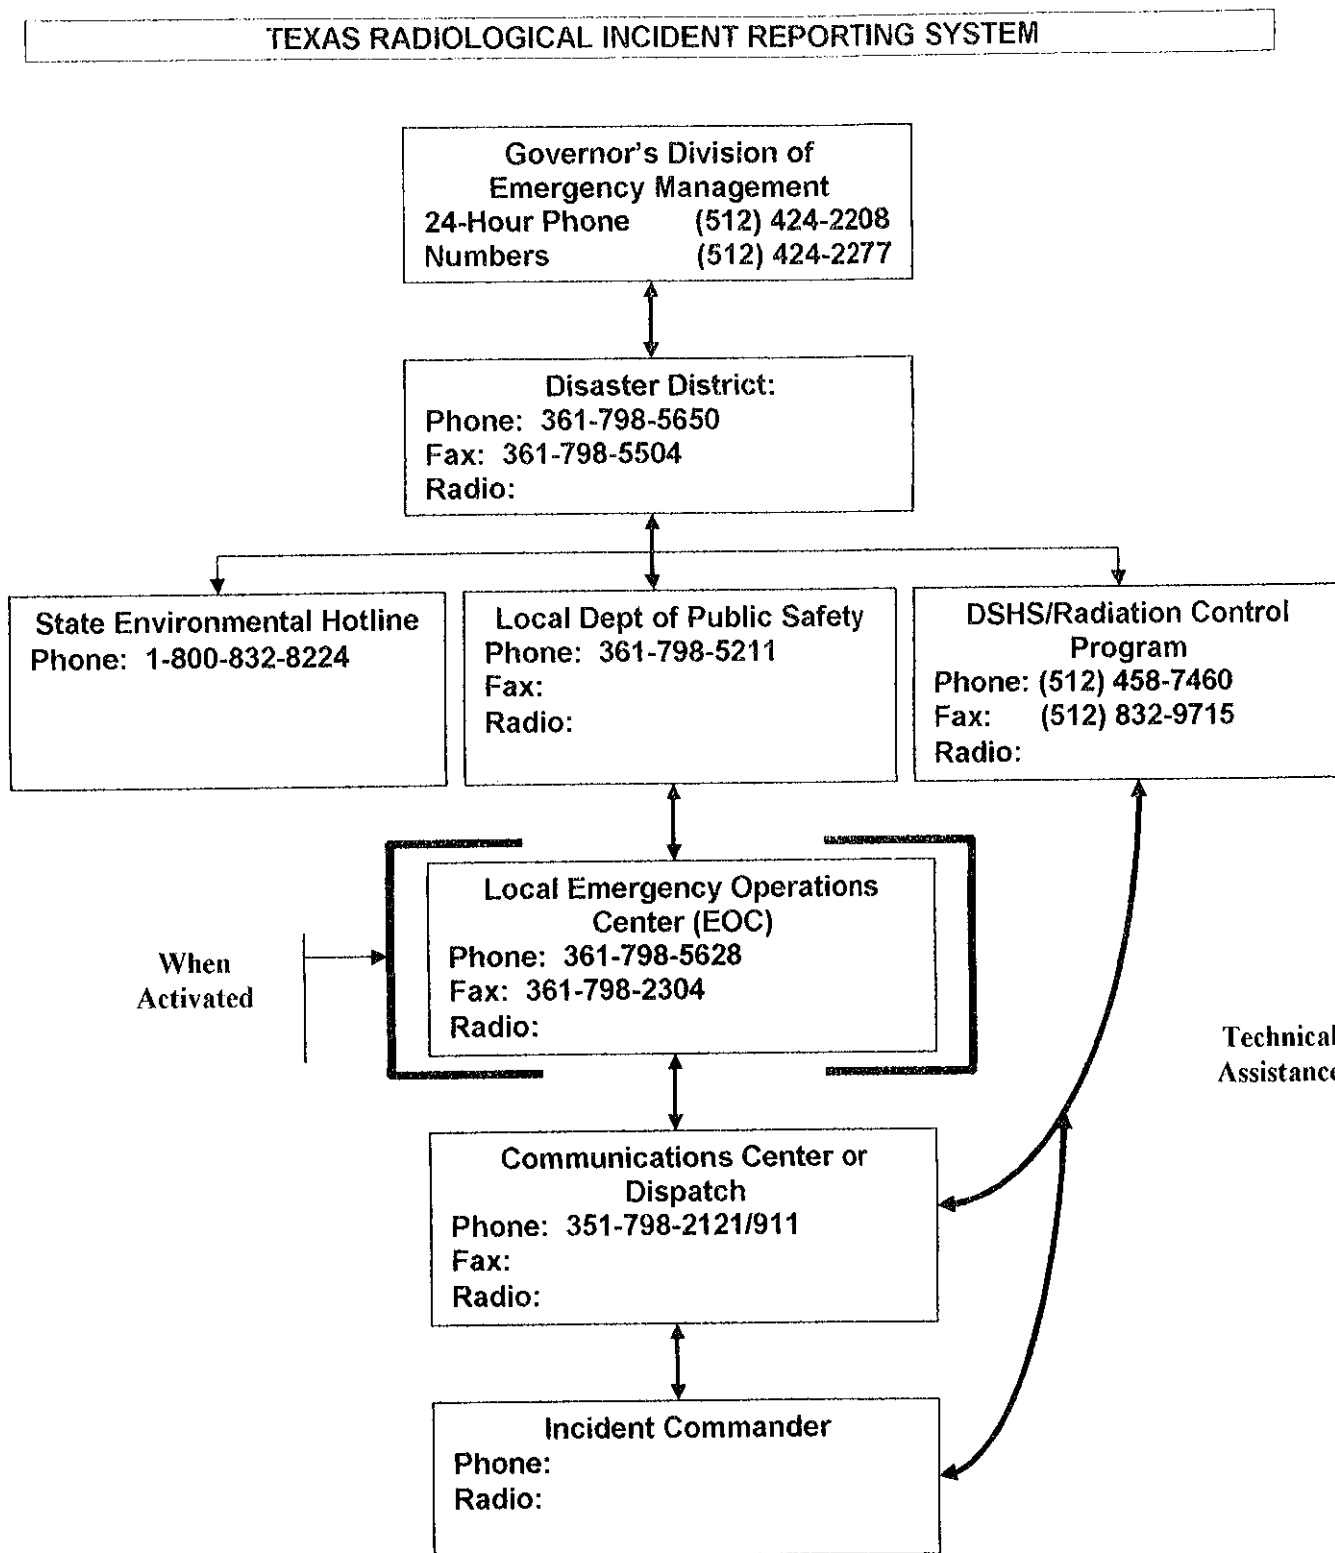 TEXAS RADIOLOGICAL INCIDENT REPORTING SYSTEM
Governor's Division of
Emergency Management
24-Hour Phone (512) 424-2208
Numbers (512) 424-2277
Disaster District:
Phone: 361-798-5650
Fax: 361-798-5504
Radio:
State Environmental Hotline
Phone: 1-800-832-8224
Local Dept of Public Safety
Phone: 361-798-5211
Fax:
Radio:
DSHS/Radiation Control
Program
Phone: (512) 458-7460
Fax: (512) 832-9715
Radio:
Local Emergency Operations
Center (EOC)
Phone: 361-798-5628
Fax: 361-798-2304
Radio:
When
Activated
Technical
Assistance
Communications Center or
Dispatch
Phone: 351-798-2121/911
Fax:
Radio:
Incident Commander
Phone:
Radio: